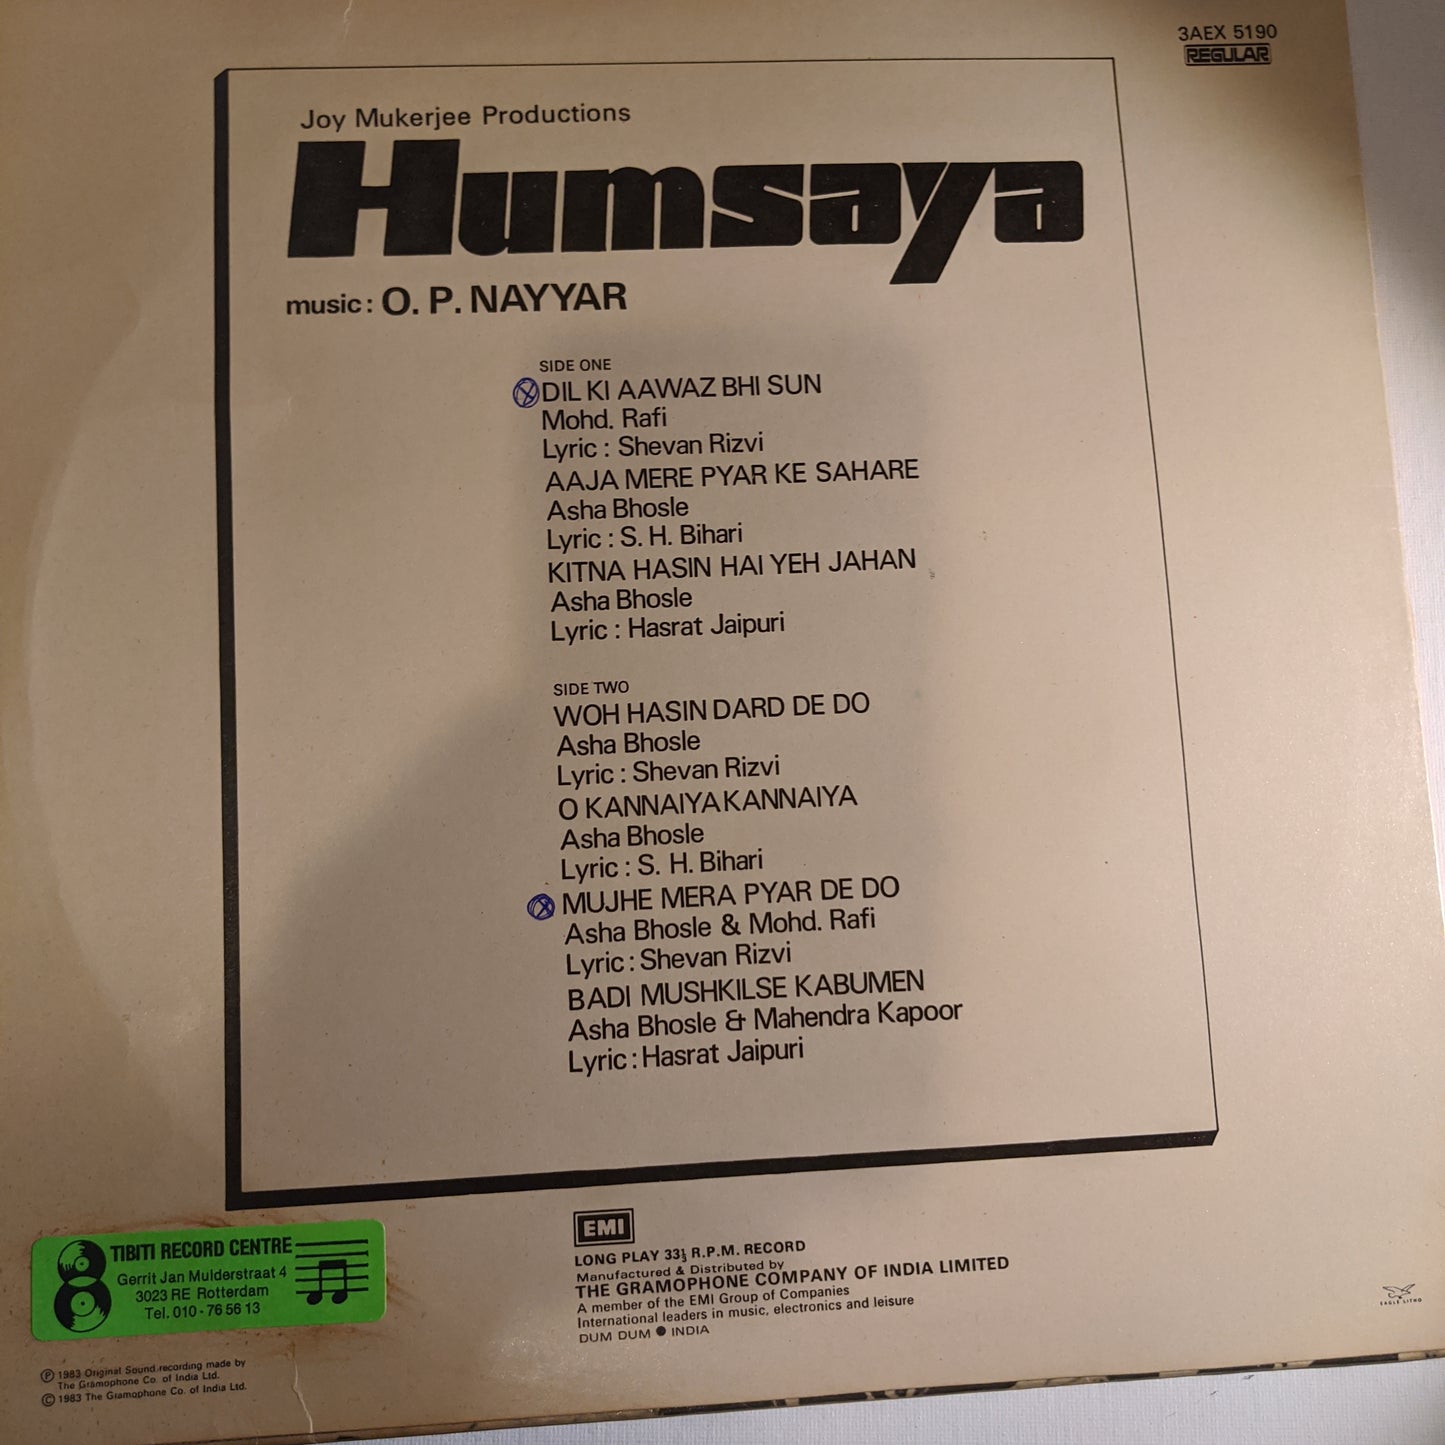 3AEX 5190
REGULAR
Joy Mukerjee Productions
Humsaya
music: O. P. NAYYAR
SIDE ONE
DIL KI AAWAZ BHI SUN
Mohd. Rafi
Lyric : Shevan Rizvi
AAJA MERE PYAR KE SAHARE
Asha Bhosle
Lyric : S. H. Bihari
KITNA HASIN HAI YEH JAHAN
Asha Bhosle
Lyric : Hasrat Jaipuri
SIDE TWO
WOH HASIN DARD DE DO
Asha Bhosle
Lyric : Shevan Rizvi
O KANNAIYA KANNAIYA
Asha Bhosle
Lyric : S. H. Bihari
MUJHE MERA PYAR DE DO
Asha Bhosle & Mohd. Rafi
Lyric : Shevan Rizvi
BADI MUSHKILSE KABUMEN
Asha Bhosle & Mahendra Kapoor
Lyric : Hasrat Jaipuri
EMI
LONG PLAY 33⅓ R.P.M. RECORD
Manufactured & Distributed by
THE GRAMOPHONE COMPANY OF INDIA LIMITED
A member of the EMI Group of Companies
International leaders in music, electronics and leisure
DUM DUM ● INDIA
TIBITI RECORD CENTRE
Gerrit Jan Mulderstraat 4
3023 RE Rotterdam
Tel. 010 - 76 56 13
Ⓟ 1983 Original Sound recording made by
The Gramophone Co. of India Ltd.
© 1983 The Gramophone Co. of India Ltd.
EAGLE LITHO